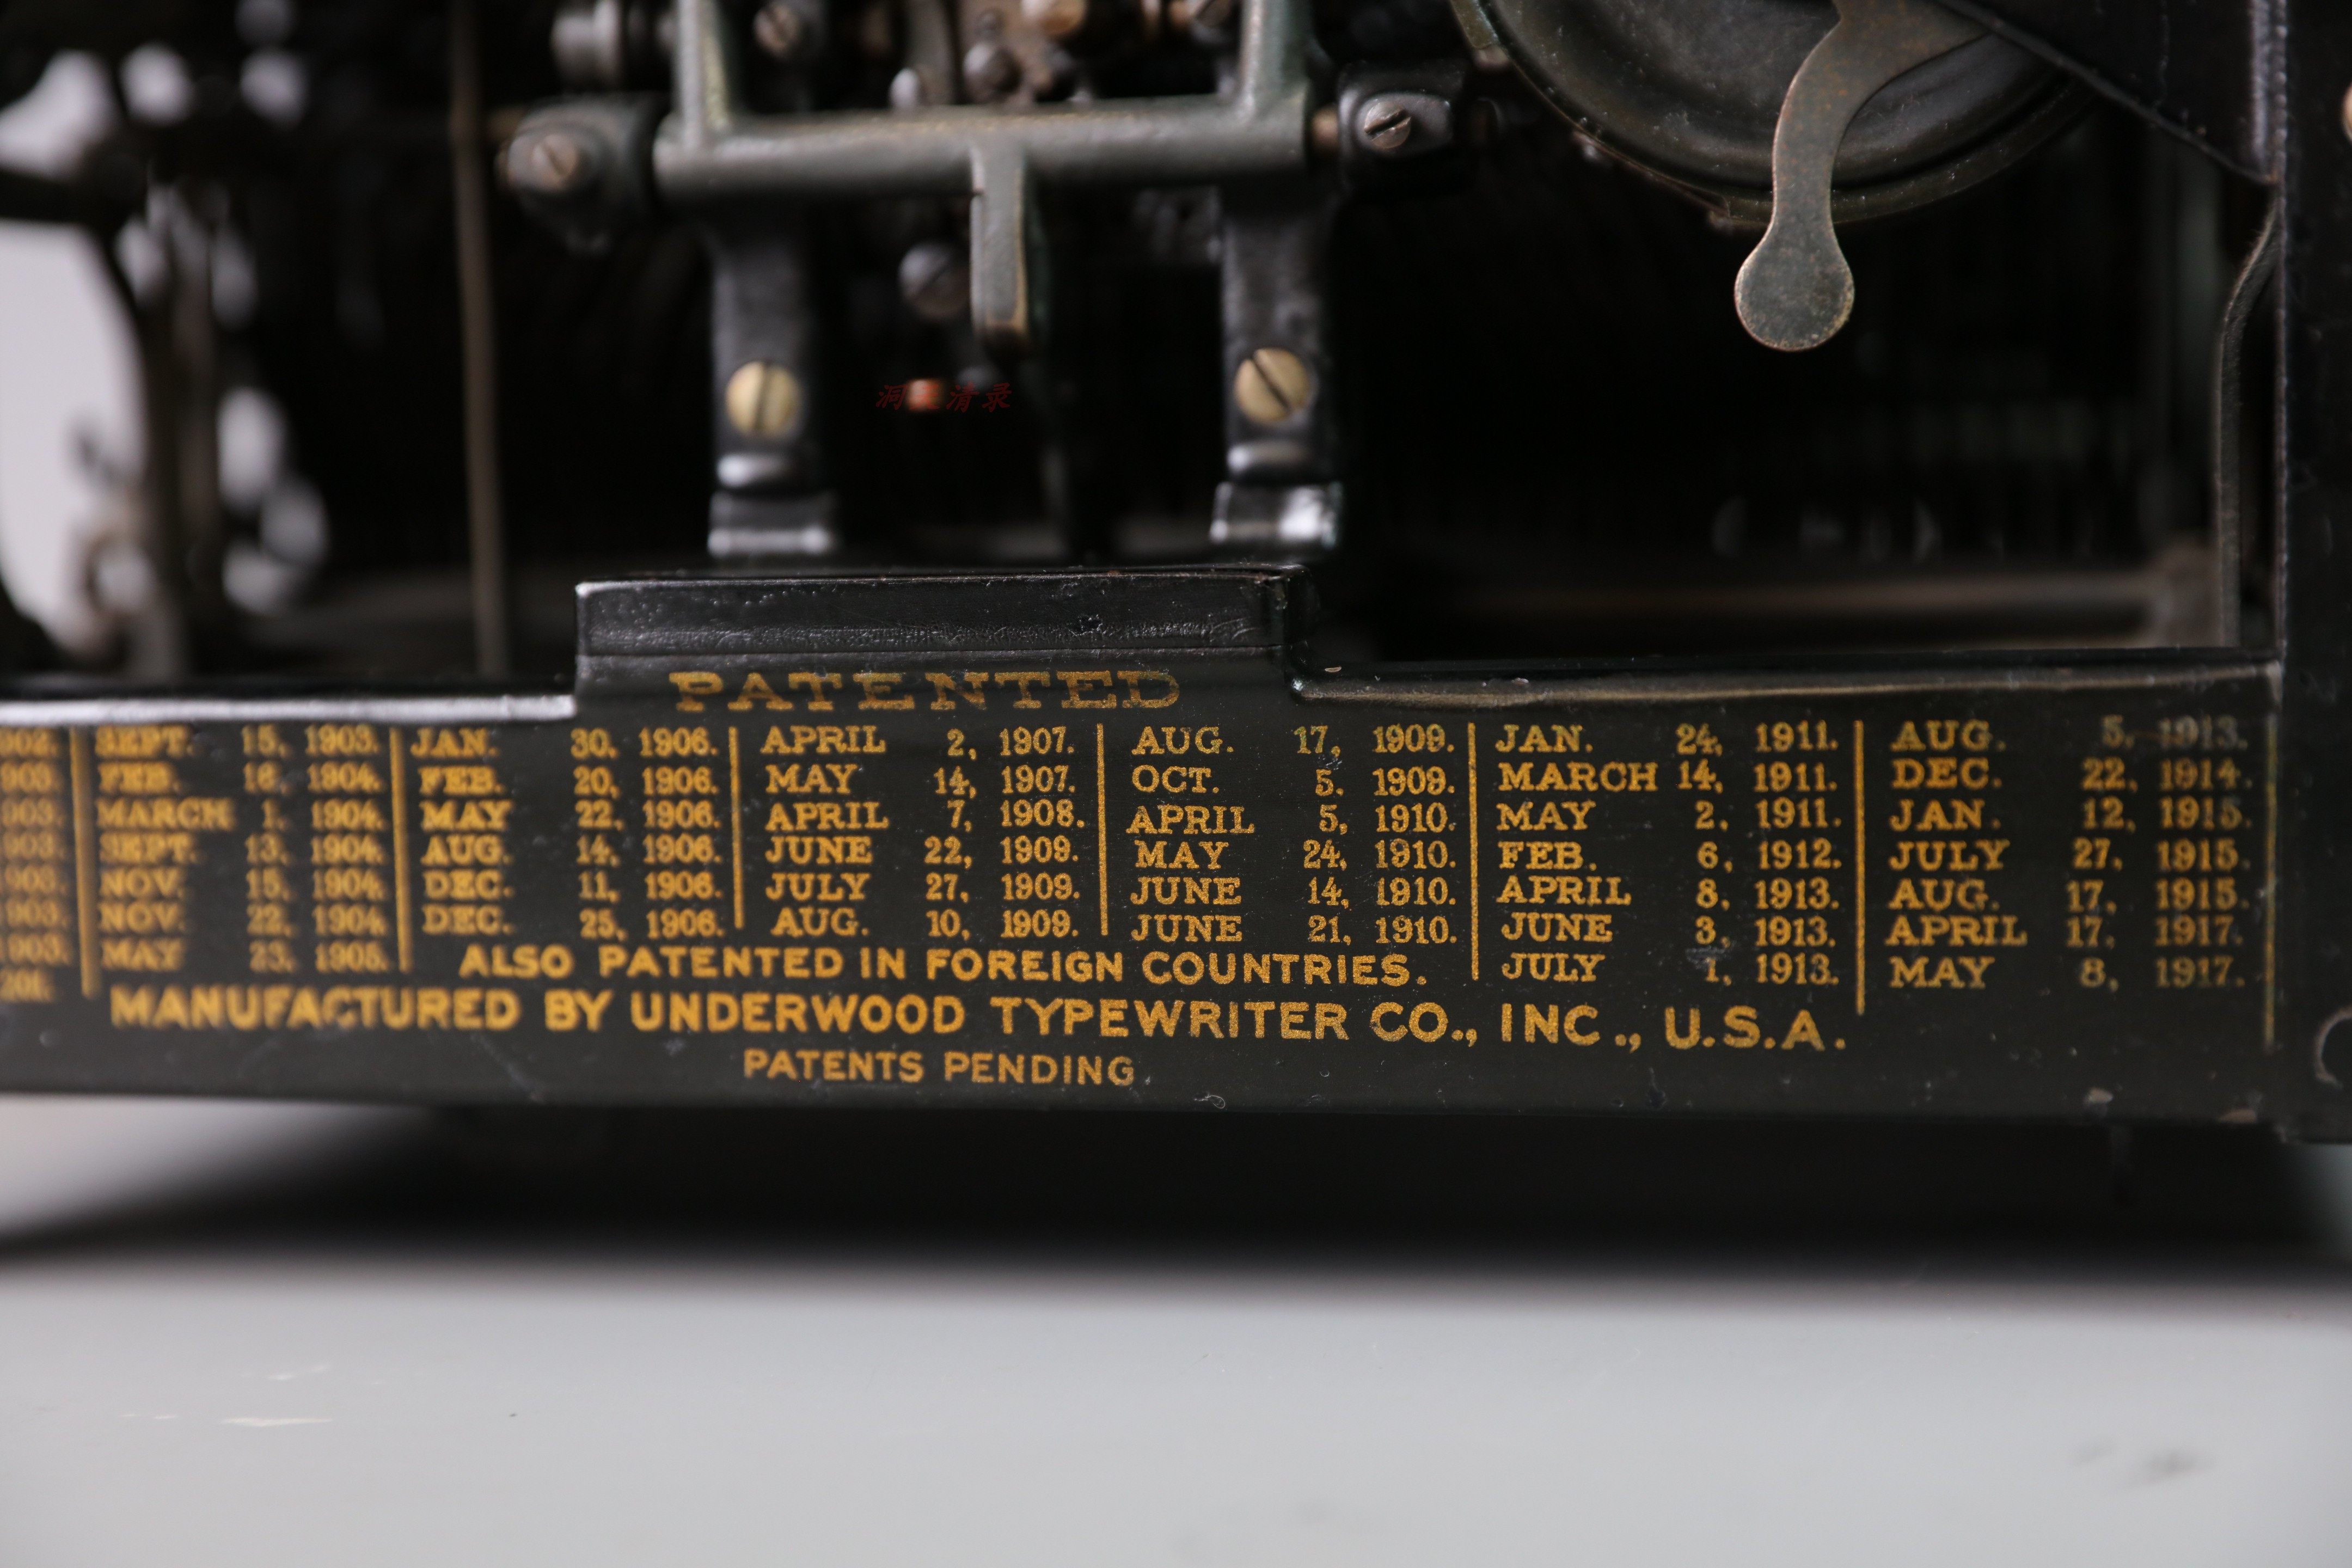 PATENTED
SEPT. 15, 1903. JAN. 30, 1906. APRIL 2, 1907. AUG. 17, 1909. JAN. 24, 1911. AUG. 5, 1913.
FEB. 16, 1904. FEB. 20, 1906. MAY 14, 1907. OCT. 5. 1909. MARCH 14, 1911. DEC. 22, 1914.
MARCH 1, 1904. MAY 22, 1906. APRIL 7, 1908. APRIL 5, 1910. MAY 2, 1911. JAN. 12, 1915.
SEPT. 13, 1904. AUG. 14, 1906. JUNE 22, 1909. MAY 24, 1910. FEB. 6, 1912. JULY 27, 1915.
NOV. 15, 1904. DEC. 11, 1906. JULY 27, 1909. JUNE 14, 1910. APRIL 8, 1913. AUG. 17, 1915.
NOV. 22, 1904. DEC. 25, 1906. AUG. 10, 1909. JUNE 21, 1910. JUNE 3, 1913. APRIL 17, 1917.
MAY 23, 1905. JULY 1, 1913. MAY 8, 1917.
ALSO PATENTED IN FOREIGN COUNTRIES.
MANUFACTURED BY UNDERWOOD TYPEWRITER CO., INC., U.S.A.
PATENTS PENDING